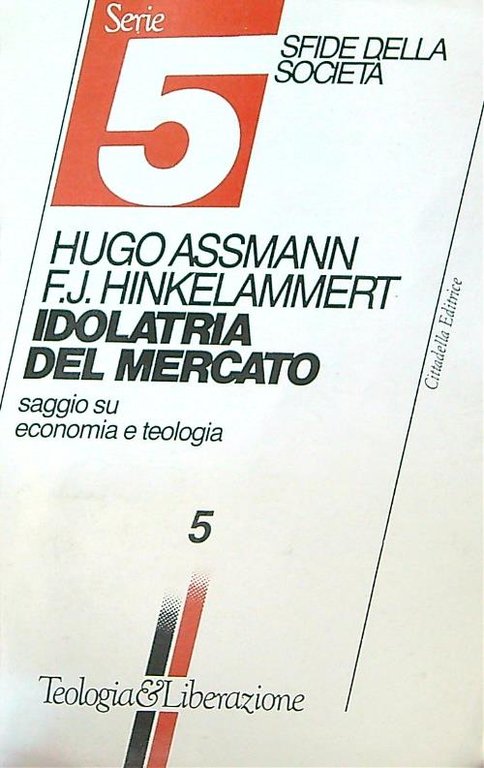 Serie
5
SFIDE DELLA
SOCIETÀ
HUGO ASSMANN
F.J. HINKELAMMERT
IDOLATRIA
DEL MERCATO
saggio su
economia e teologia
Cittadella Editrice
5
Teologia&Liberazione